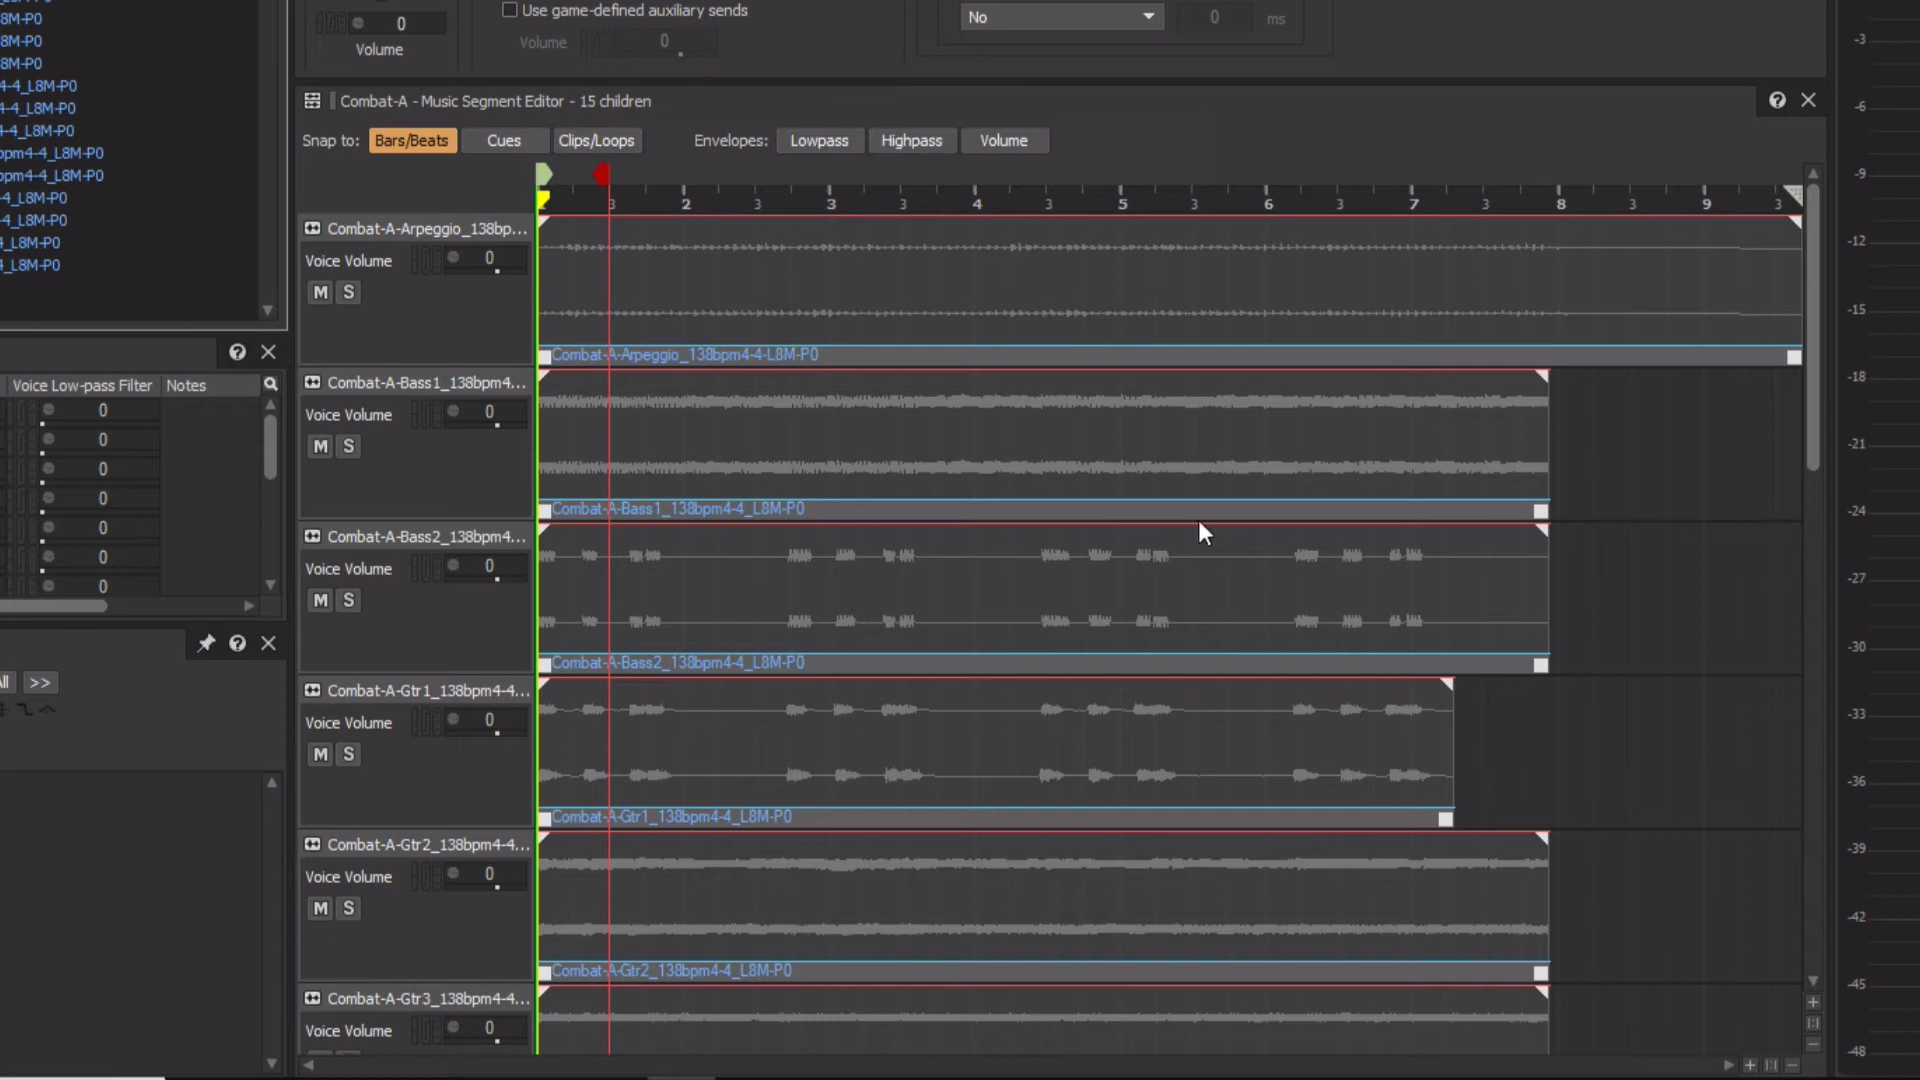 8M-P0
8M-P0
8M-P0
4-4_L8M-P0
4-4_L8M-P0
4-4_L8M-P0
bpm4-4_L8M-P0
bpm4-4_L8M-P0
4-4_L8M-P0
-4_L8M-P0
4_L8M-P0
4_L8M-P0
Voice Low-pass Filter Notes
0
0
0
0
0
0
0
All >>
0
Volume
Use game-defined auxiliary sends
Volume 0
No 0 ms
Combat-A - Music Segment Editor - 15 children
Snap to: Bars/Beats Cues Clips/Loops Envelopes: Lowpass Highpass Volume
3 2 3 3 3 4 3 5 3 6 3 7 3 8 3 9 3
Combat-A-Arpeggio_138bp...
Voice Volume 0
M S
Combat-A-Arpeggio_138bpm4-4-L8M-P0
Combat-A-Bass1_138bpm4...
Voice Volume 0
M S
Combat-A-Bass1_138bpm4-4_L8M-P0
Combat-A-Bass2_138bpm4...
Voice Volume 0
M S
Combat-A-Bass2_138bpm4-4_L8M-P0
Combat-A-Gtr1_138bpm4-4...
Voice Volume 0
M S
Combat-A-Gtr1_138bpm4-4_L8M-P0
Combat-A-Gtr2_138bpm4-4...
Voice Volume 0
M S
Combat-A-Gtr2_138bpm4-4_L8M-P0
Combat-A-Gtr3_138bpm4-4...
Voice Volume 0
-3
-6
-9
-12
-15
-18
-21
-24
-27
-30
-33
-36
-39
-42
-45
-48